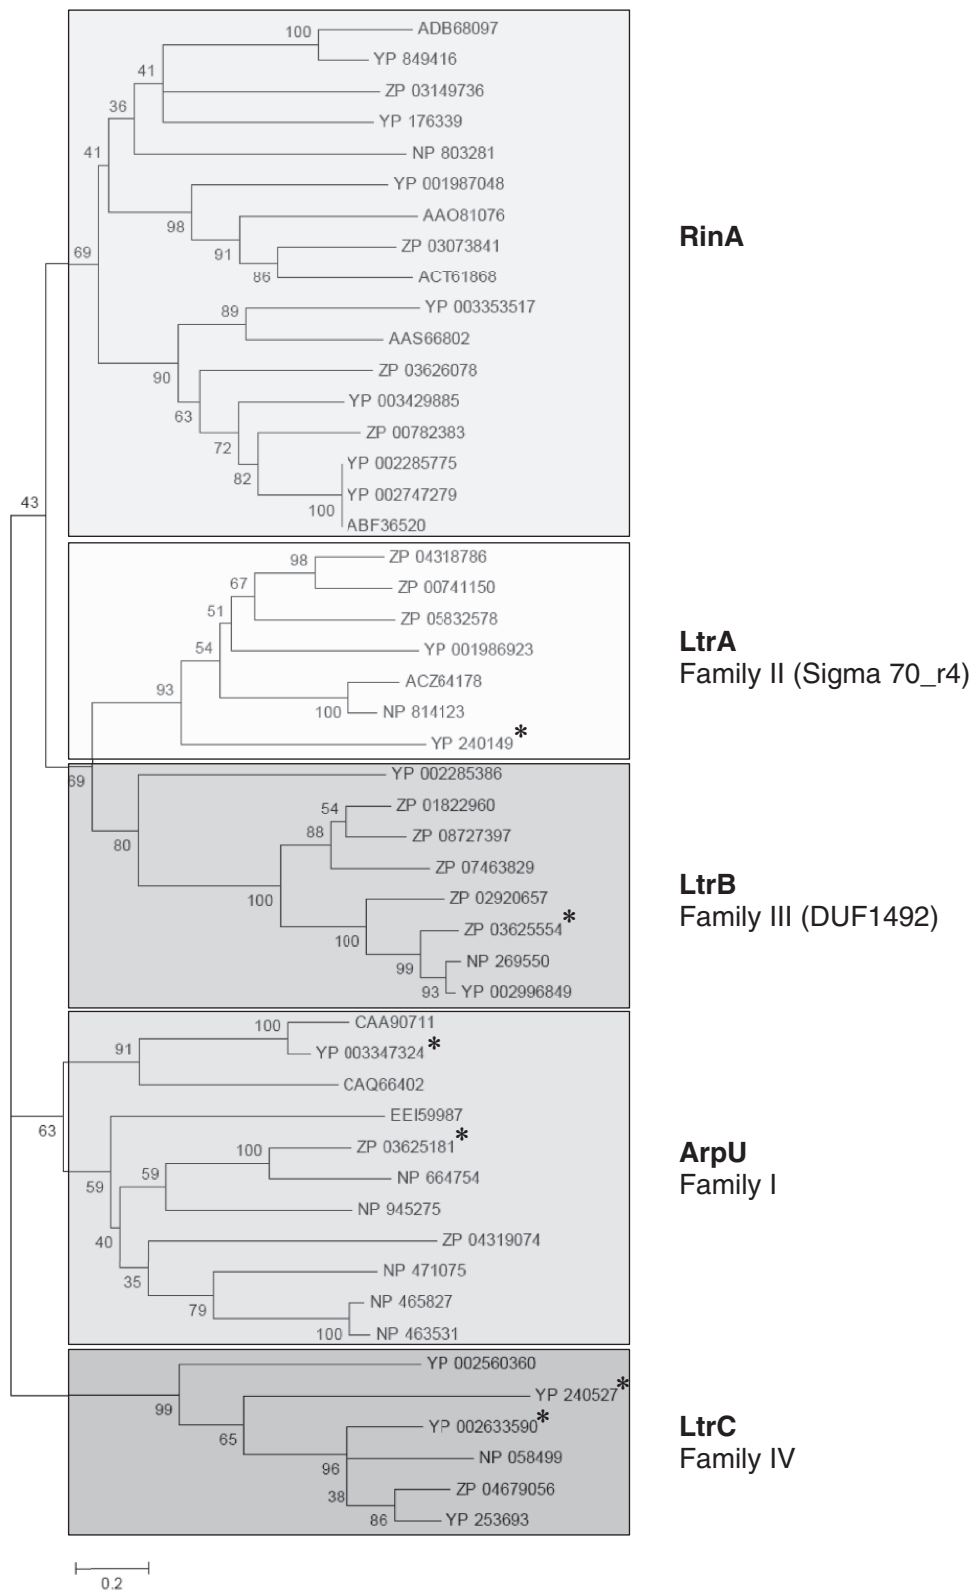 100
ADB68097
YP 849416
41
ZP 03149736
36
YP 176339
41
NP 803281
YP 001987048
98
AAO81076
91
ZP 03073841
86
ACT61868
69
RinA
89
YP 003353517
AAS66802
90
ZP 03626078
63
YP 003429885
72
ZP 00782383
82
YP 002285775
YP 002747279
100
ABF36520
43
98
ZP 04318786
67
ZP 00741150
51
ZP 05832578
54
YP 001986923
93
ACZ64178
100
NP 814123
YP 240149*
LtrA
Family II (Sigma 70_r4)
69
YP 002285386
80
54
ZP 01822960
88
ZP 08727397
ZP 07463829
100
ZP 02920657
100
ZP 03625554*
99
NP 269550
93
YP 002996849
LtrB
Family III (DUF1492)
100
CAA90711
91
YP 003347324*
CAQ66402
63
EEI59987
100
ZP 03625181*
59
NP 664754
59
NP 945275
40
ZP 04319074
35
NP 471075
79
NP 465827
100
NP 463531
ArpU
Family I
YP 002560360
99
YP 240527*
65
YP 002633590*
96
NP 058499
38
ZP 04679056
86
YP 253693
LtrC
Family IV
0.2